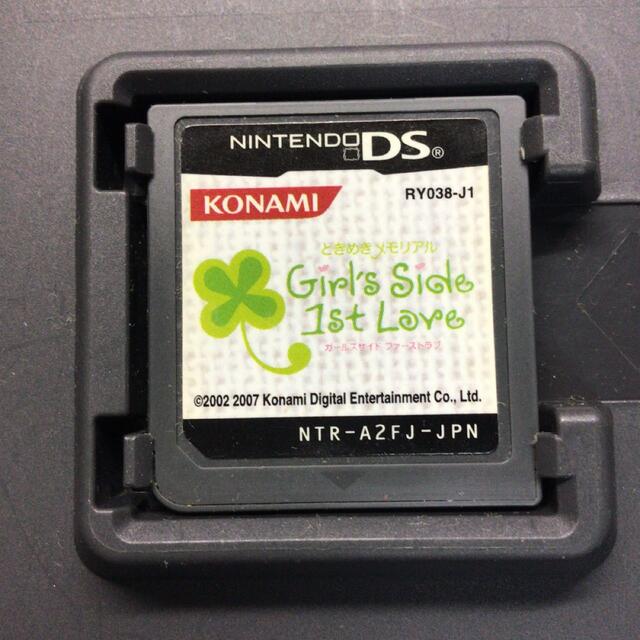 NINTENDO DS®
KONAMI
RY038-J1
ときめきメモリアル
Girl's Side
1st Love
ガールズサイド ファーストラブ
©2002 2007 Konami Digital Entertainment Co., Ltd.
NTR-A2FJ-JPN